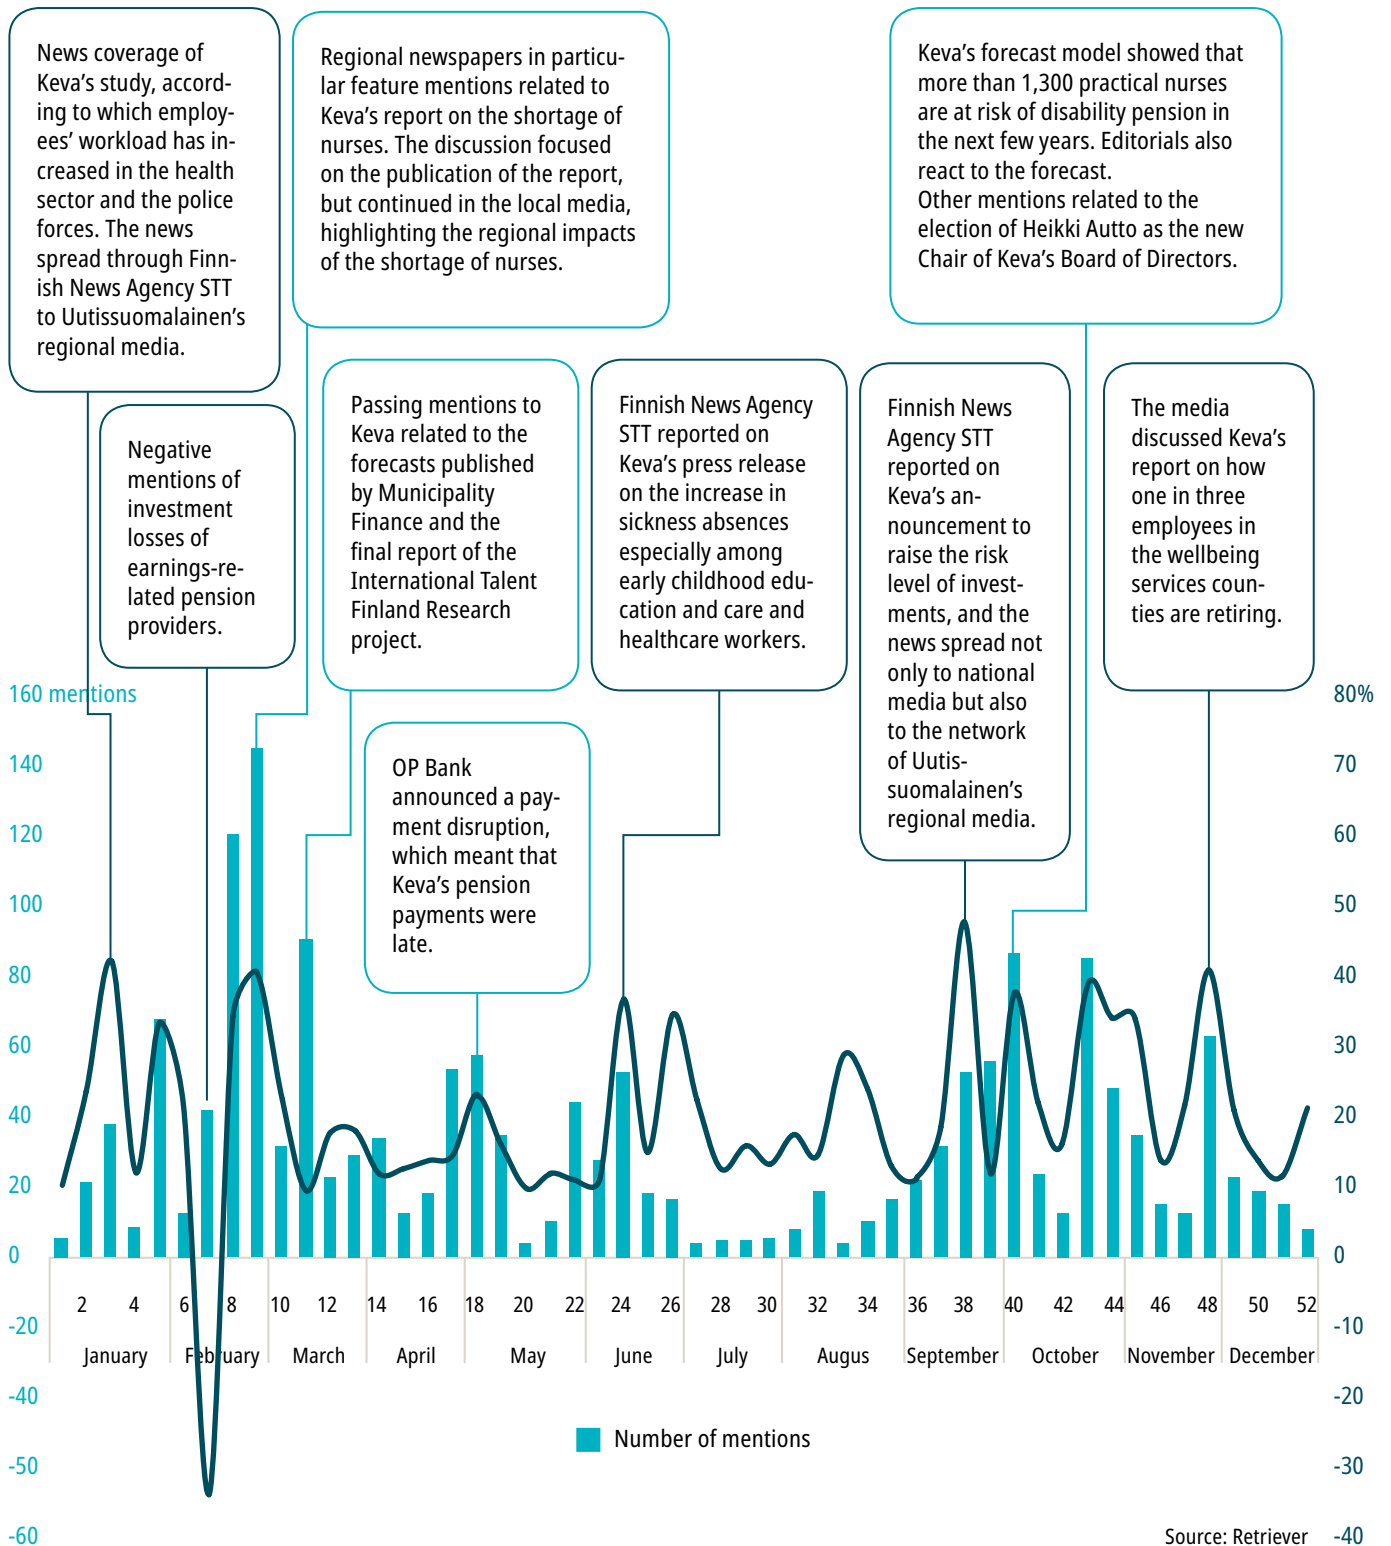 News coverage of
Keva's study, accord-
ing to which employ-
ees' workload has in-
creased in the health
sector and the police
forces. The news
spread through Finn-
ish News Agency STT
to Uutissuomalainen's
regional media.
Regional newspapers in particu-
lar feature mentions related to
Keva's report on the shortage of
nurses. The discussion focused
on the publication of the report,
but continued in the local media,
highlighting the regional impacts
of the shortage of nurses.
Keva's forecast model showed that
more than 1,300 practical nurses
are at risk of disability pension in
the next few years. Editorials also
react to the forecast.
Other mentions related to the
election of Heikki Autto as the new
Chair of Keva's Board of Directors.
Negative
mentions of
investment
losses of
earnings-re-
lated pension
providers.
Passing mentions to
Keva related to the
forecasts published
by Municipality
Finance and the
final report of the
International Talent
Finland Research
project.
Finnish News Agency
STT reported on
Keva's press release
on the increase in
sickness absences
especially among
early childhood edu-
cation and care and
healthcare workers.
Finnish News
Agency STT
reported on
Keva's an-
nouncement to
raise the risk
level of invest-
ments, and the
news spread not
only to national
media but also
to the network
of Uutis-
suomalainen's
regional media.
The media
discussed Keva's
report on how
one in three
employees in
the wellbeing
services coun-
ties are retiring.
OP Bank
announced a pay-
ment disruption,
which meant that
Keva's pension
payments were
late.
160 mentions
140
120
100
80
60
40
20
0
-20
-40
-50
-60
80%
70
60
50
40
30
20
10
0
-10
-20
-30
-40
2 4 6 8 10 12 14 16 18 20 22 24 26 28 30 32 34 36 38 40 42 44 46 48 50 52
January February March April May June July Augus September October November December
Number of mentions
Source: Retriever